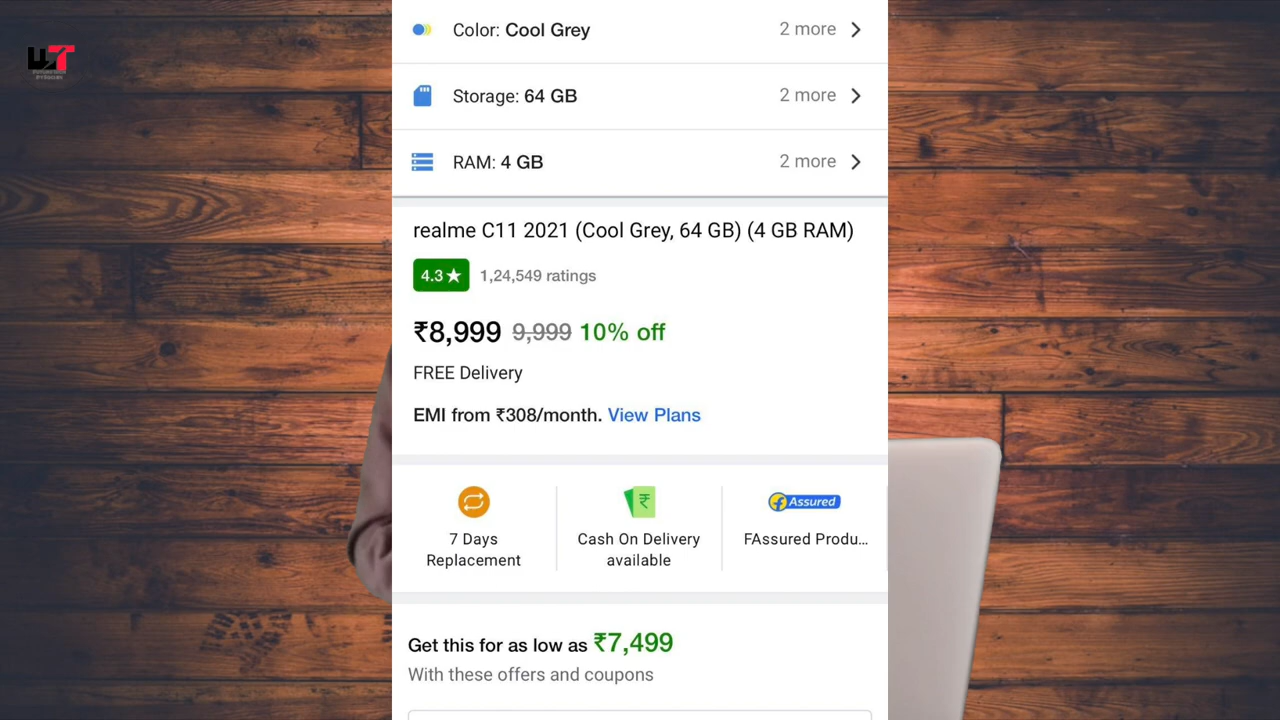 Color: Cool Grey 2 more
Storage: 64 GB 2 more
RAM: 4 GB 2 more
realme C11 2021 (Cool Grey, 64 GB) (4 GB RAM)
4.3★ 1,24,549 ratings
₹8,999 9,999 10% off
FREE Delivery
EMI from ₹308/month. View Plans
Assured
7 Days Cash On Delivery FAssured Produ...
Replacement available
Get this for as low as ₹7,499
With these offers and coupons